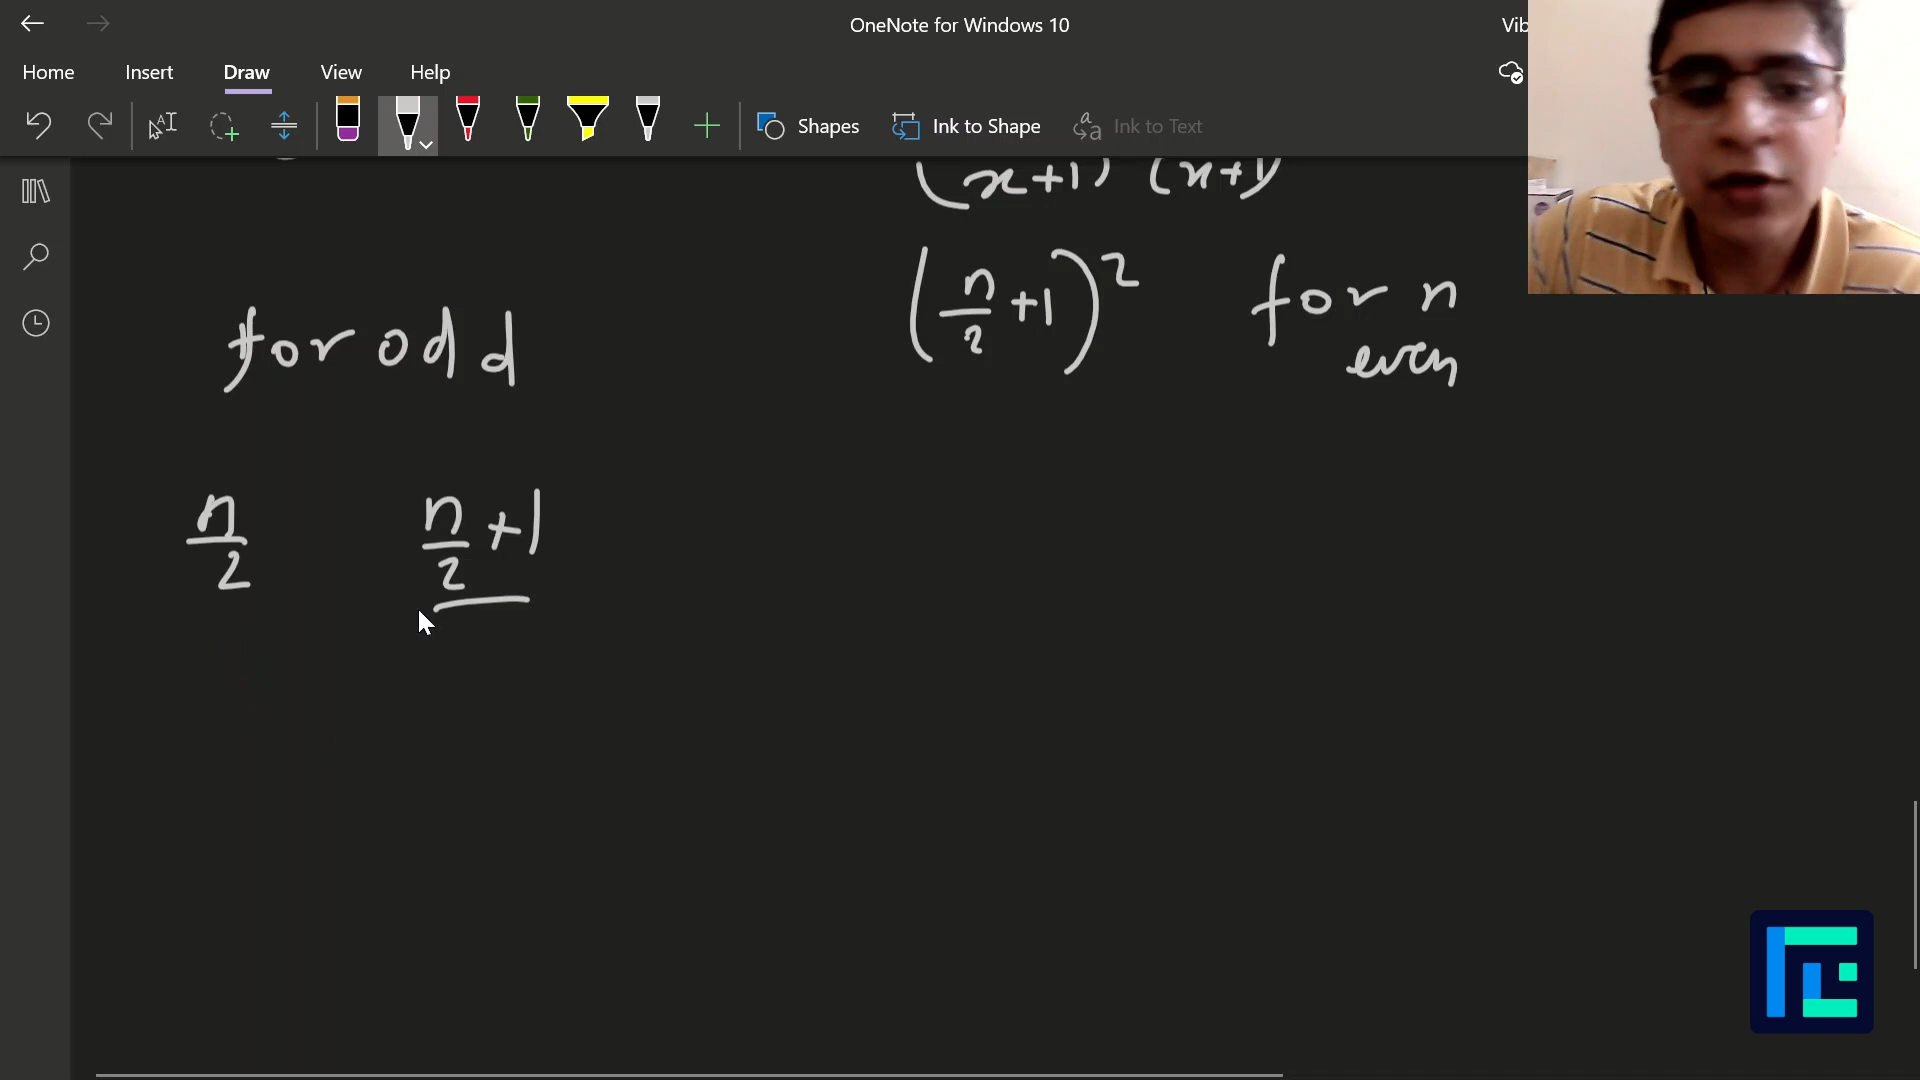 OneNote for Windows 10
Vib
Home Insert Draw View Help
Shapes Ink to Shape Ink to Text
(x+1) (x+1)
(n/2 +1)² for n
even
for odd
n/2 n/2 +1